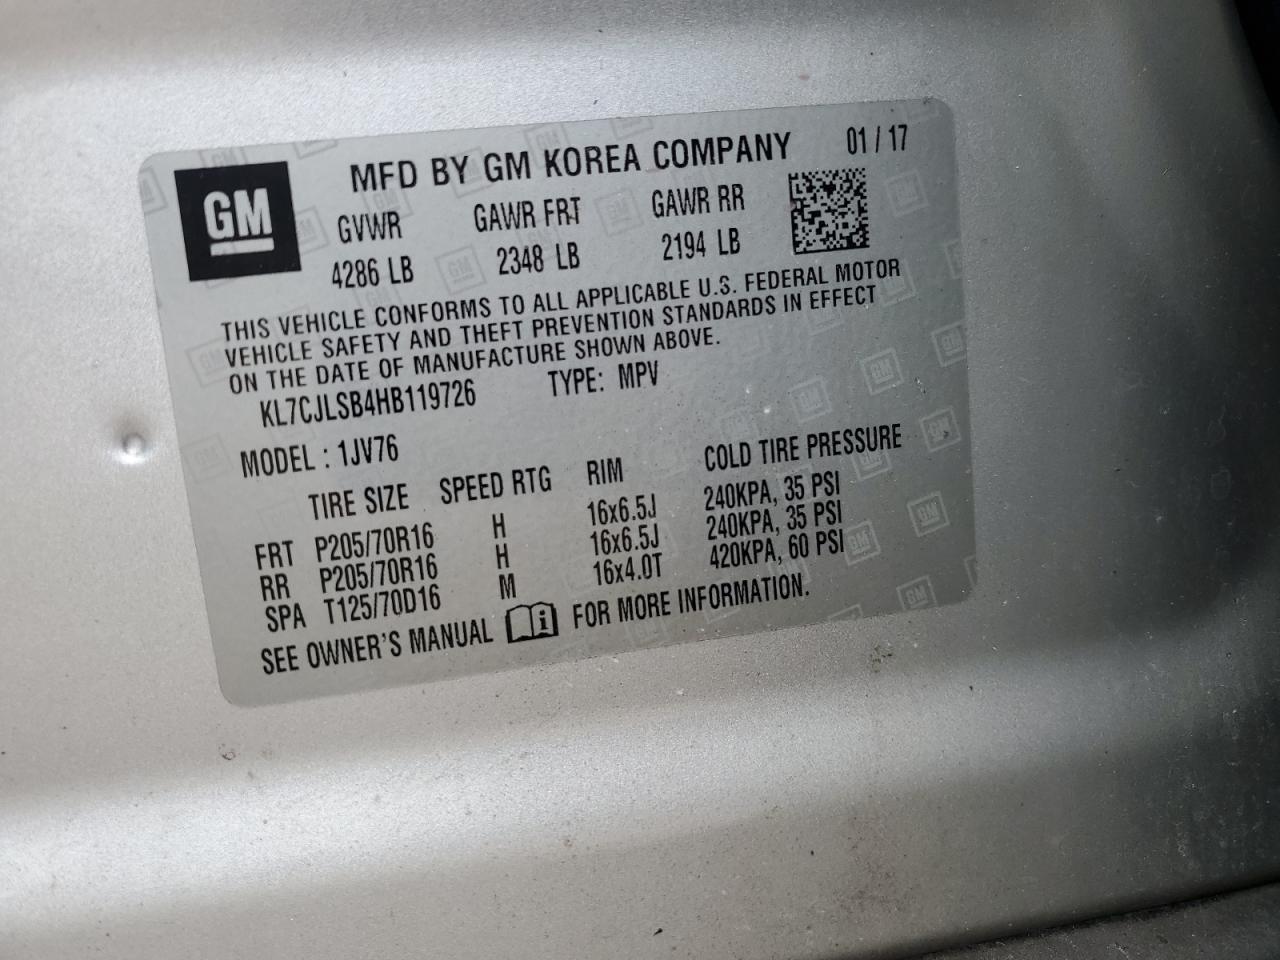 GM
MFD BY GM KOREA COMPANY 01 / 17
GVWR GAWR FRT GAWR RR
4286 LB 2348 LB 2194 LB
THIS VEHICLE CONFORMS TO ALL APPLICABLE U.S. FEDERAL MOTOR
VEHICLE SAFETY AND THEFT PREVENTION STANDARDS IN EFFECT
ON THE DATE OF MANUFACTURE SHOWN ABOVE.
KL7CJLSB4HB119726 TYPE: MPV
MODEL : 1JV76
TIRE SIZE SPEED RTG RIM COLD TIRE PRESSURE
FRT P205/70R16 H 16x6.5J 240KPA, 35 PSI
RR P205/70R16 H 16x6.5J 240KPA, 35 PSI
SPA T125/70D16 M 16x4.0T 420KPA, 60 PSI
SEE OWNER'S MANUAL i FOR MORE INFORMATION.